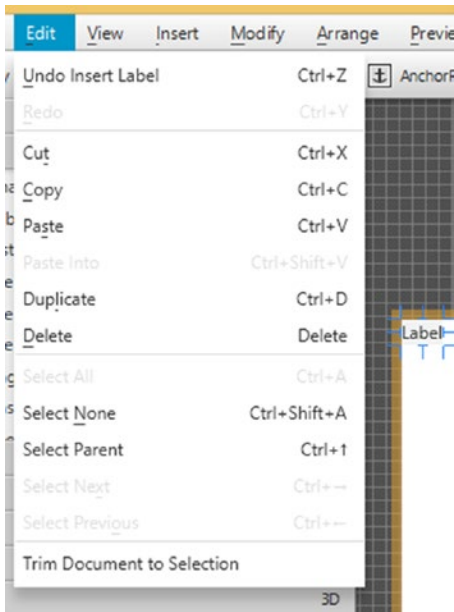 Edit View Insert Modify Arrange
Undo Insert Label Ctrl+Z
Redo Ctrl+Y
Cut Ctrl+X
Copy Ctrl+C
Paste Ctrl+V
Paste Into Ctrl+Shift+V
Duplicate Ctrl+D
Delete Delete
Label
Select All Ctrl+A
Select None Ctrl+Shift+A
Select Parent Ctrl+↑
Select Next Ctrl+→
Select Previous Ctrl+←
Trim Document to Selection
3D